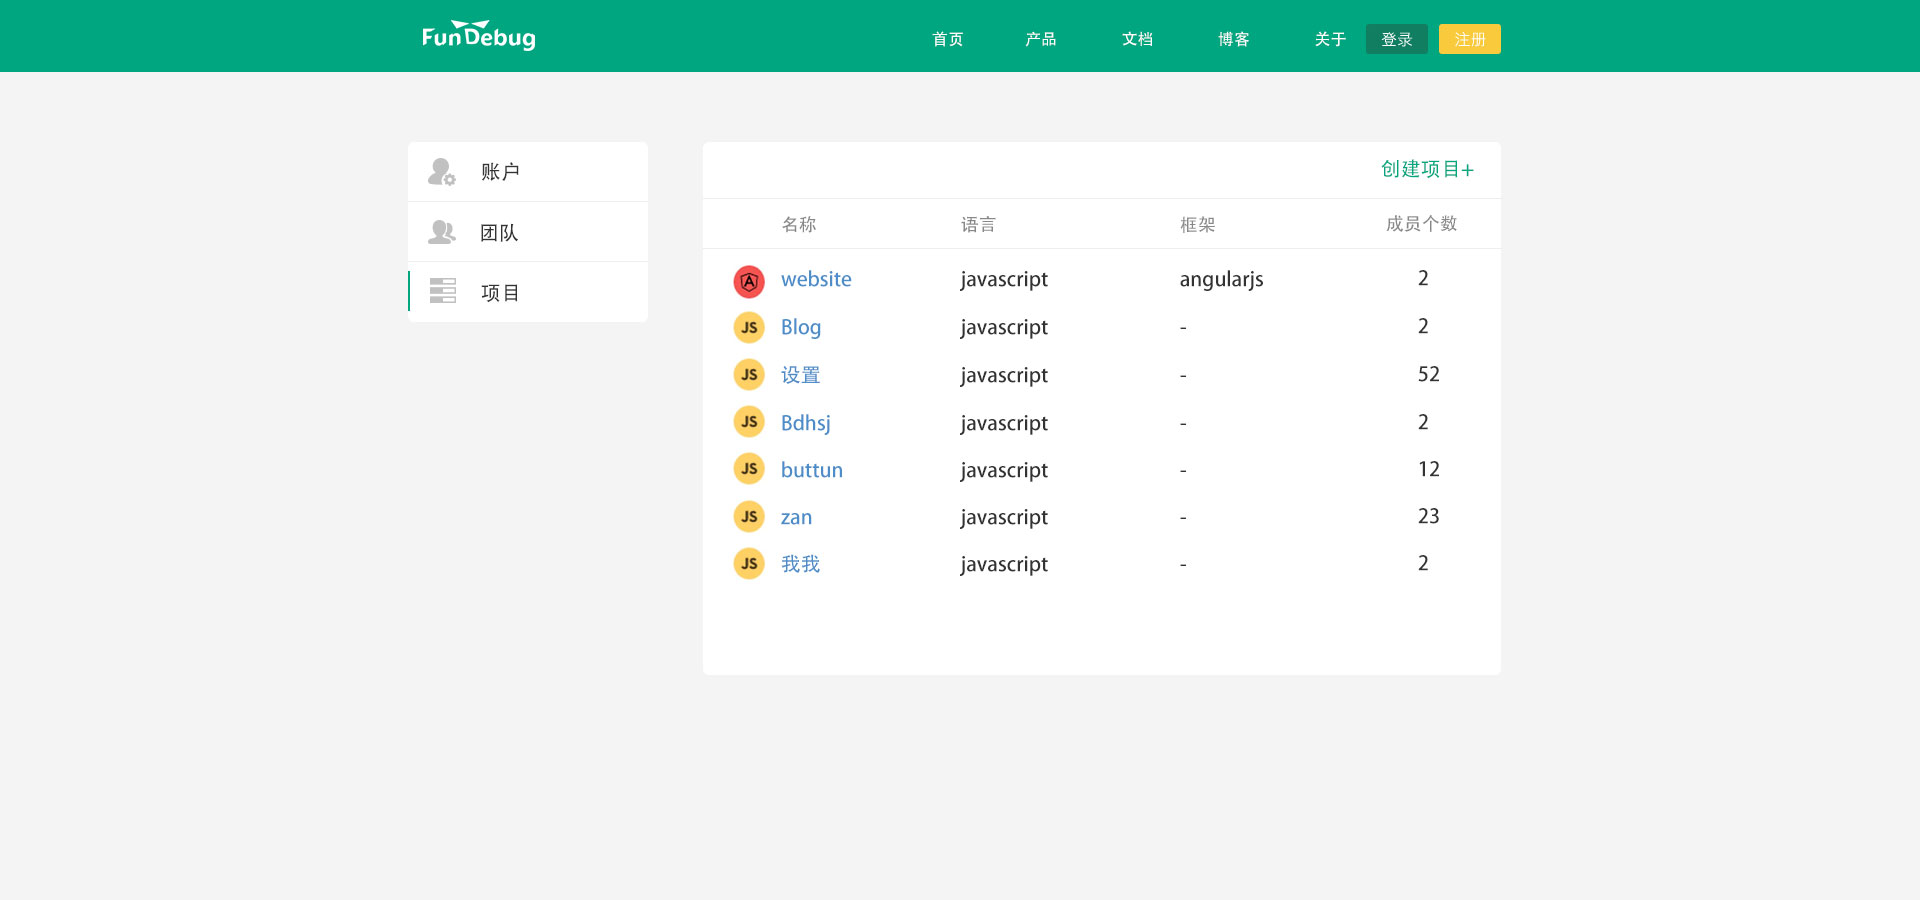 FunDebug 首页 产品 文档 博客 关于 登录 注册
账户
团队
项目
创建项目+
名称 语言 框架 成员个数
website javascript angularjs 2
JS Blog javascript - 2
JS 设置 javascript - 52
JS Bdhsj javascript - 2
JS buttun javascript - 12
JS zan javascript - 23
JS 我我 javascript - 2